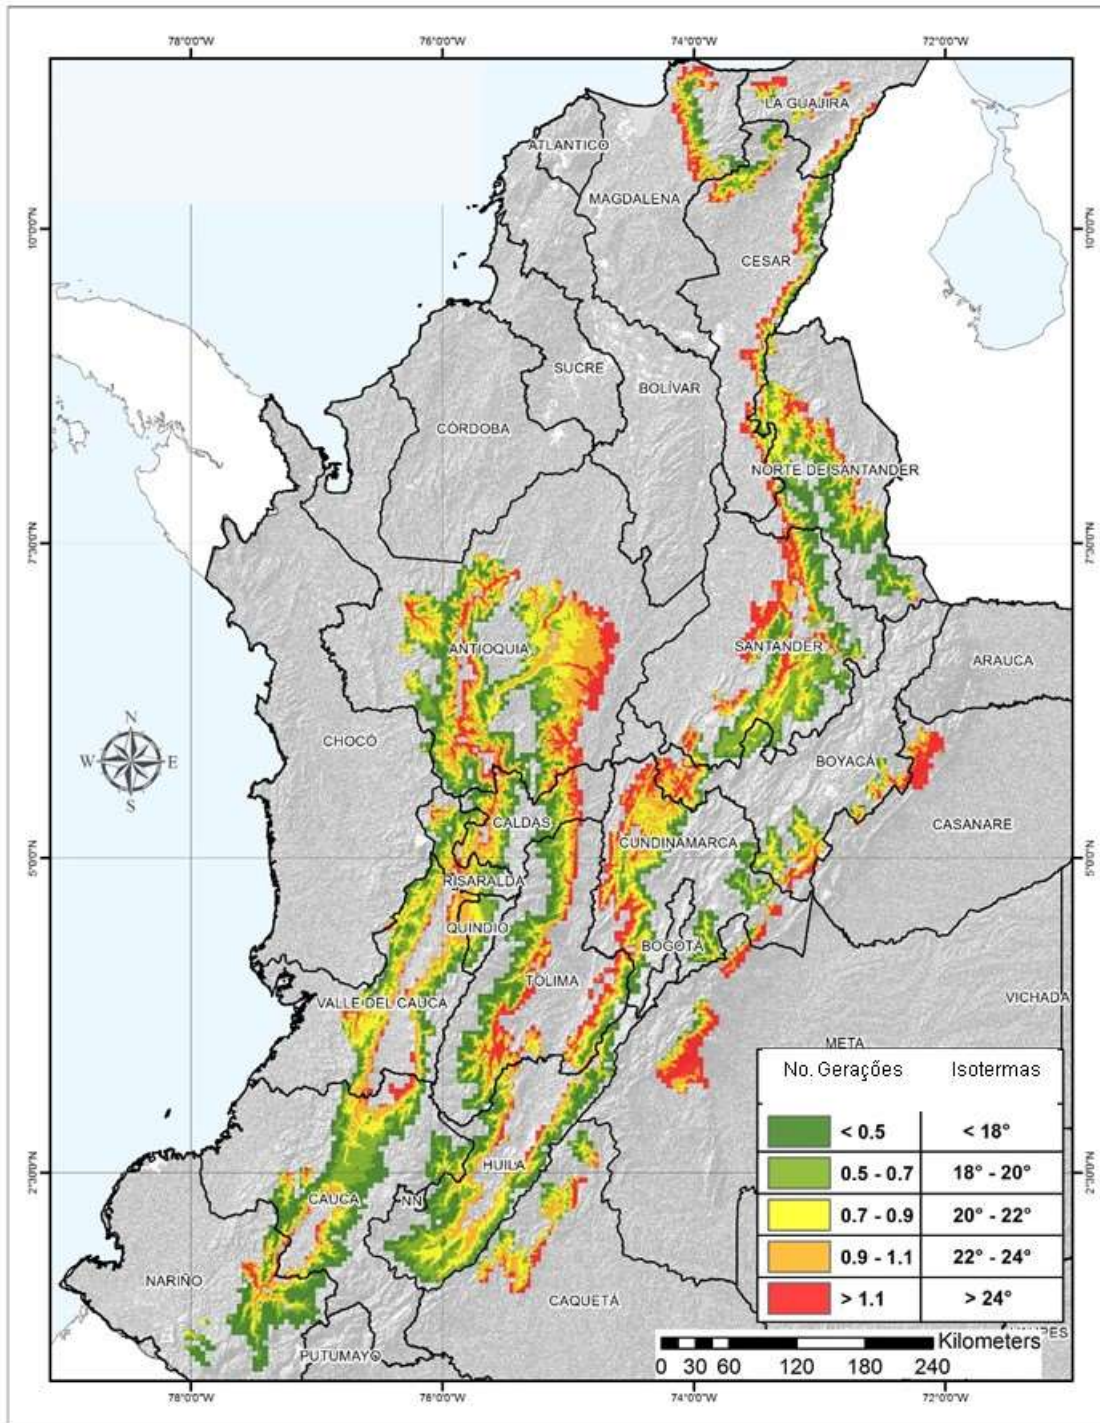 78°0'0"W 76°0'0"W 74°0'0"W 72°0'0"W
LA GUAJIRA
ATLANTICO
MAGDALENA
10°0'0"N 10°0'0"N
CESAR
SUCRE
BOLÍVAR
CÓRDOBA
NORTE DE SANTANDER
7°30'0"N 7°30'0"N
ANTIOQUIA
SANTANDER
ARAUCA
CHOCÓ
N
W E
S
BOYACÁ
CALDAS
CASANARE
CUNDINAMARCA
5°0'0"N 5°0'0"N
RISARALDA
QUINDIO
BOGOTÁ
TOLIMA
VALLE DEL CAUCA
VICHADA
META
No. Gerações Isotermas
< 0.5 < 18°
0.5 - 0.7 18° - 20°
0.7 - 0.9 20° - 22°
0.9 - 1.1 22° - 24°
> 1.1 > 24°
2°30'0"N 2°30'0"N
HUILA
CAUCA
NN
NARIÑO
CAQUETÁ
PUTUMAYO
Kilometers
0 30 60 120 180 240
78°0'0"W 76°0'0"W 74°0'0"W 72°0'0"W